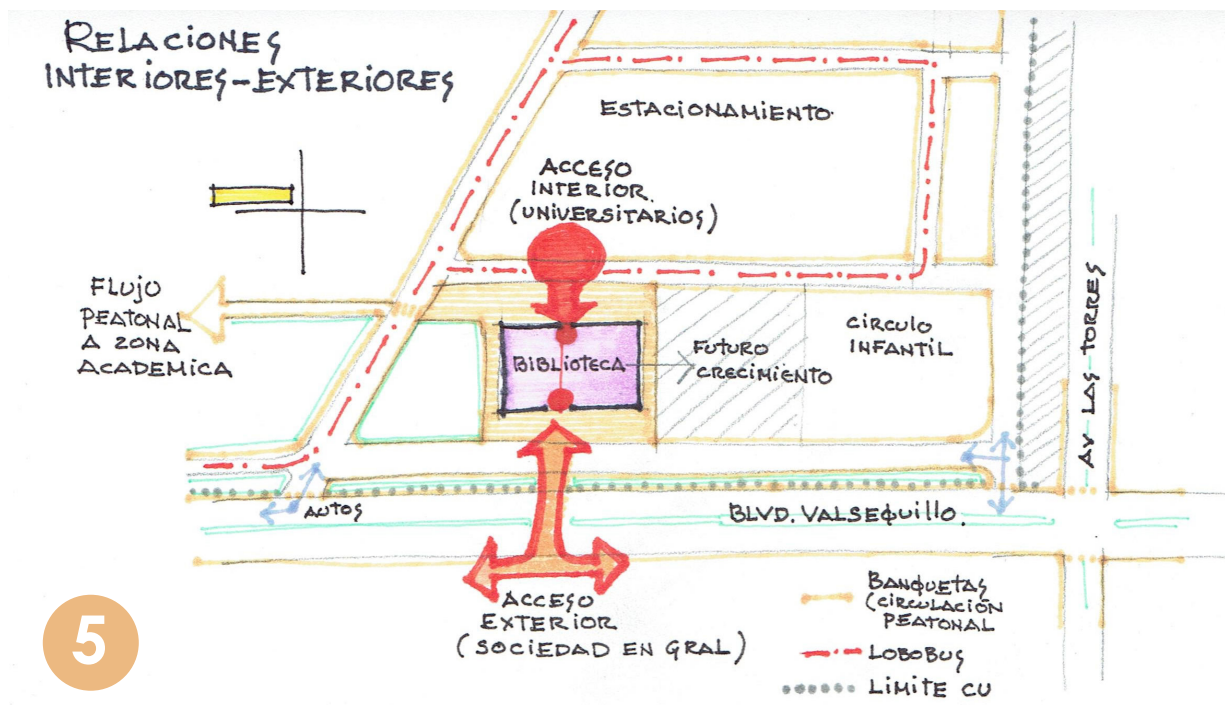 RELACIONES
INTERIORES-EXTERIORES
ESTACIONAMIENTO
ACCESO
INTERIOR.
(UNIVERSITARIOS)
FLUJO
PEATONAL
A ZONA
ACADEMICA
BIBLIOTECA
FUTURO
CRECIMIENTO
CIRCULO
INFANTIL
AV LAS TORRES
AUTOS
BLVD. VALSEQUILLO.
ACCESO
EXTERIOR
(SOCIEDAD EN GRAL)
BANQUETAS
(CIRCULACIÓN
PEATONAL
LOBOBUS
LIMITE CU
5